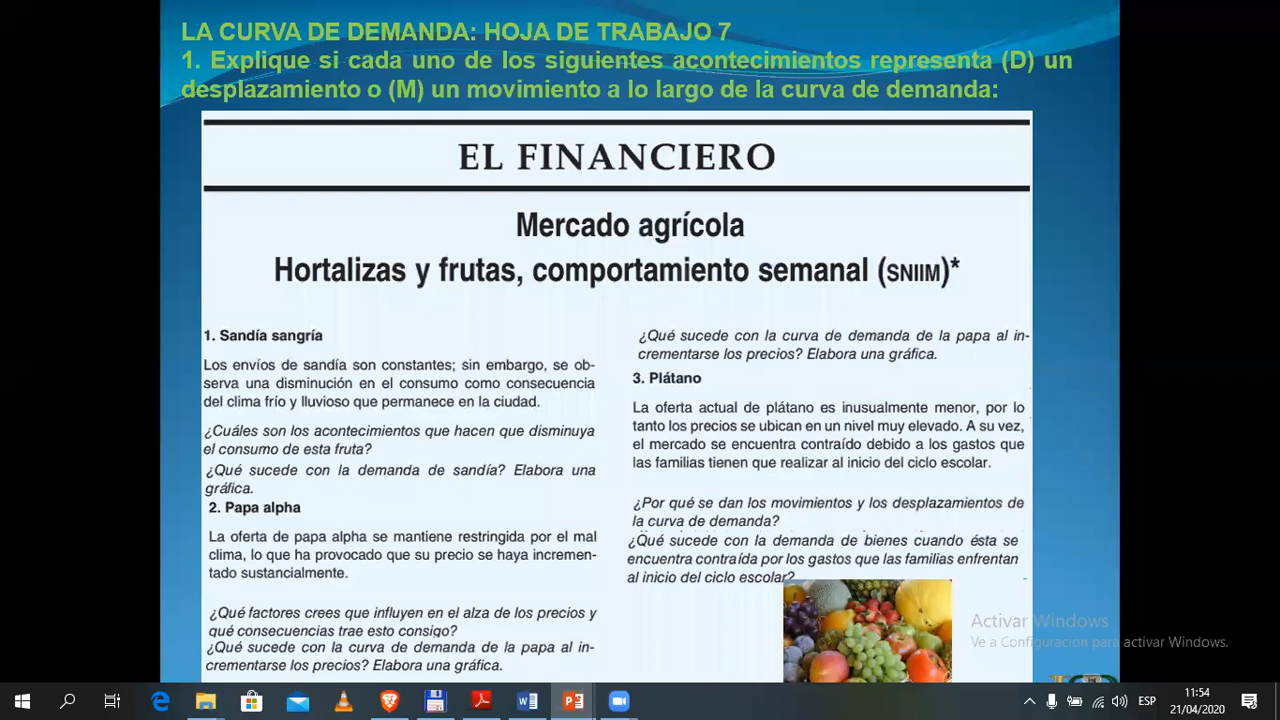 LA CURVA DE DEMANDA: HOJA DE TRABAJO 7
1. Explique si cada uno de los siguientes acontecimientos representa (D) un
desplazamiento o (M) un movimiento a lo largo de la curva de demanda:
EL FINANCIERO
Mercado agrícola
Hortalizas y frutas, comportamiento semanal (SNIIM)*
1. Sandía sangría
Los envíos de sandía son constantes; sin embargo, se ob-
serva una disminución en el consumo como consecuencia
del clima frío y lluvioso que permanece en la ciudad.
¿Cuáles son los acontecimientos que hacen que disminuya
el consumo de esta fruta?
¿Qué sucede con la demanda de sandía? Elabora una
gráfica.
2. Papa alpha
La oferta de papa alpha se mantiene restringida por el mal
clima, lo que ha provocado que su precio se haya incremen-
tado sustancialmente.
¿Qué factores crees que influyen en el alza de los precios y
qué consecuencias trae esto consigo?
¿Qué sucede con la curva de demanda de la papa al in-
crementarse los precios? Elabora una gráfica.
¿Qué sucede con la curva de demanda de la papa al in-
crementarse los precios? Elabora una gráfica.
3. Plátano
La oferta actual de plátano es inusualmente menor, por lo
tanto los precios se ubican en un nivel muy elevado. A su vez,
el mercado se encuentra contraído debido a los gastos que
las familias tienen que realizar al inicio del ciclo escolar.
¿Por qué se dan los movimientos y los desplazamientos de
la curva de demanda?
¿Qué sucede con la demanda de bienes cuando ésta se
encuentra contraída por los gastos que las familias enfrentan
al inicio del ciclo escolar?
Activar Windows
Ve a Configuración para activar Windows.
ESP
11:54
21/04/2020